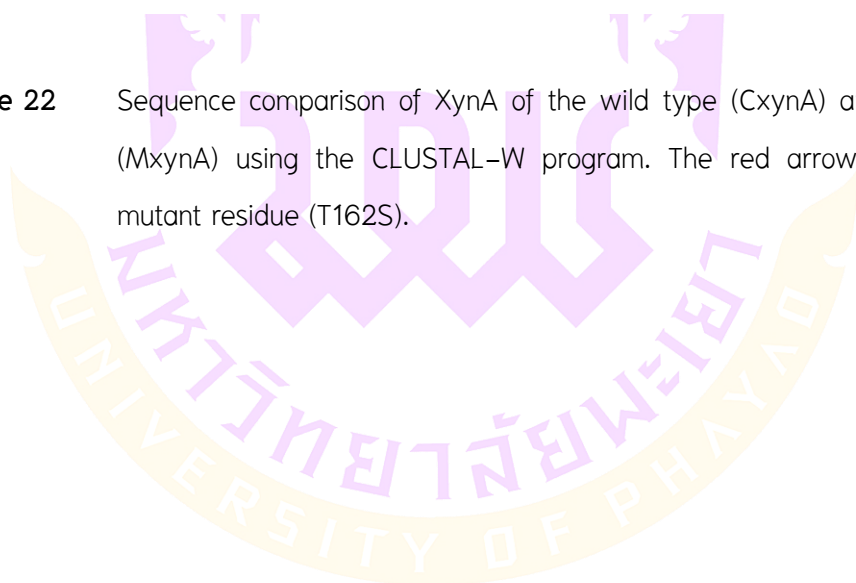 e 22 Sequence comparison of XynA of the wild type (CxynA) a
(MxynA) using the CLUSTAL–W program. The red arrow
mutant residue (T162S).
มหาวิทยาลัยพะเยา
UNIVERSITY OF PHAYAO